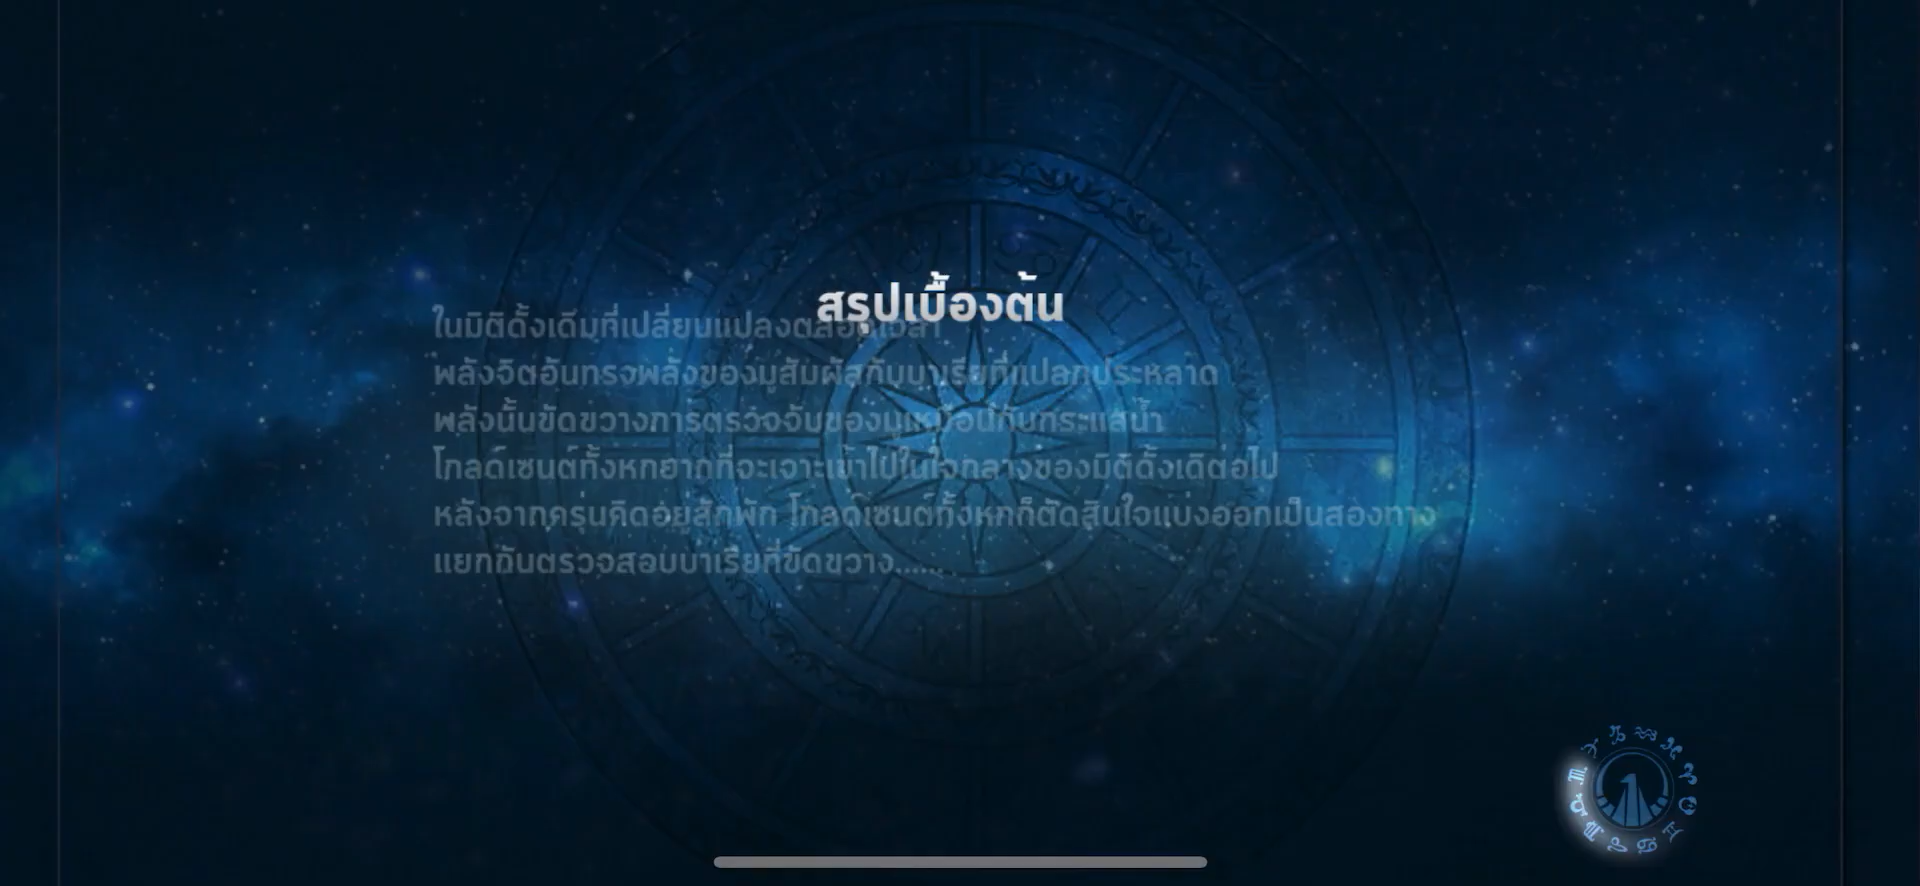 สรุปเบื้องต้น
ในมิติดั้งเดิมที่เปลี่ยนแปลงตลอดเวลา
พลังจิตอันทรงพลังของมูสัมผัสกับบาเรียที่แปลกประหลาด
พลังนั้นขัดขวางการตรวจจับของมูเหมือนกับกระแสน้ำ
โกลด์เซนต์ทั้งหกยากที่จะเจาะเข้าไปในใจกลางของมิติดั้งเดิต่อไป
หลังจากครุ่นคิดอยู่สักพัก โกลด์เซนต์ทั้งหกก็ตัดสินใจแบ่งออกเป็นสองทาง
แยกกันตรวจสอบบาเรียที่ขัดขวาง......